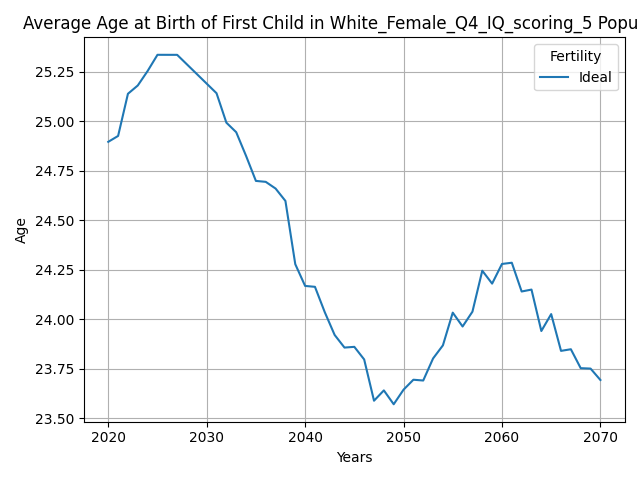 Average Age at Birth of First Child in White_Female_Q4_IQ_scoring_5 Popu
Fertility
Ideal
25.25
25.00
24.75
24.50
24.25
24.00
23.75
23.50
Age
2020 2030 2040 2050 2060 2070
Years